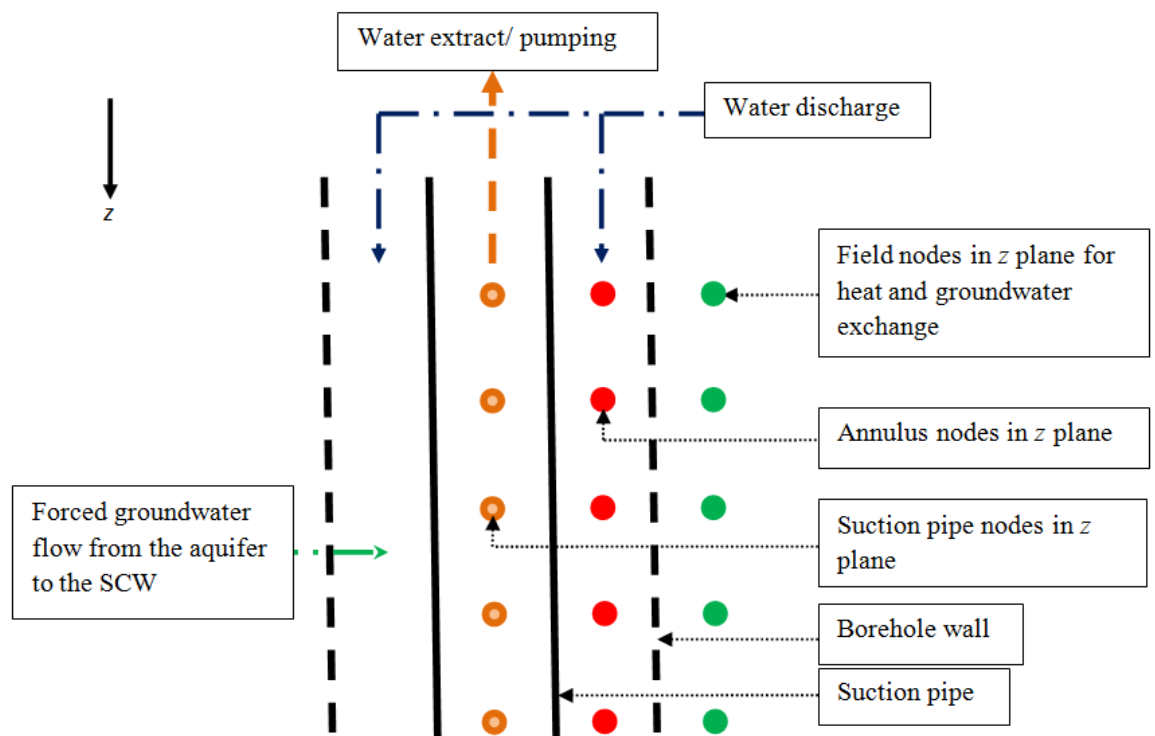 Water extract/ pumping
Water discharge
z
Field nodes in z plane for
heat and groundwater
exchange
Annulus nodes in z plane
Forced groundwater
flow from the aquifer
to the SCW
Suction pipe nodes in z
plane
Borehole wall
Suction pipe